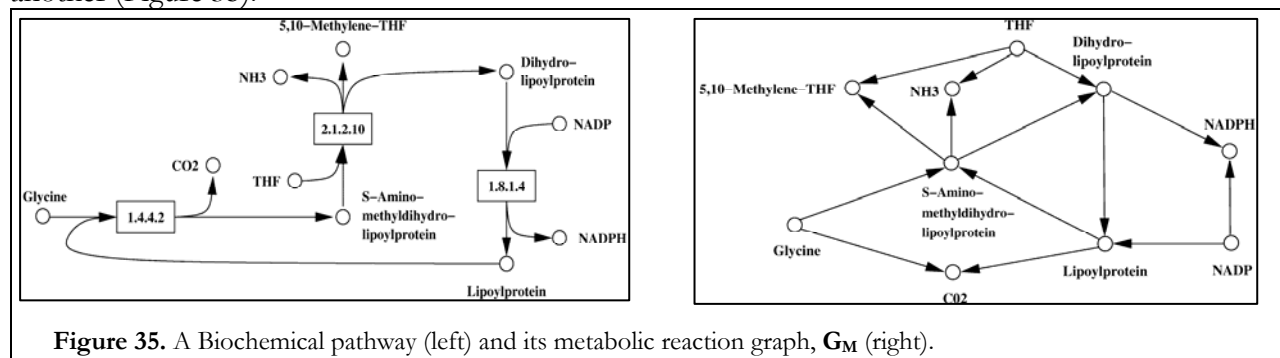 another (Figure 35).
5,10-Methylene-THF
NH3
Dihydro-
lipoylprotein
2.1.2.10
NADP
CO2
THF
1.8.1.4
Glycine
1.4.4.2
S-Amino-
methyldihydro-
lipoylprotein
NADPH
Lipoylprotein
THF
Dihydro-
lipoylprotein
5,10-Methylene-THF
NH3
NADPH
S-Amino-
methyldihydro-
lipoylprotein
Glycine
Lipoylprotein
NADP
C02
Figure 35. A Biochemical pathway (left) and its metabolic reaction graph, GM (right).